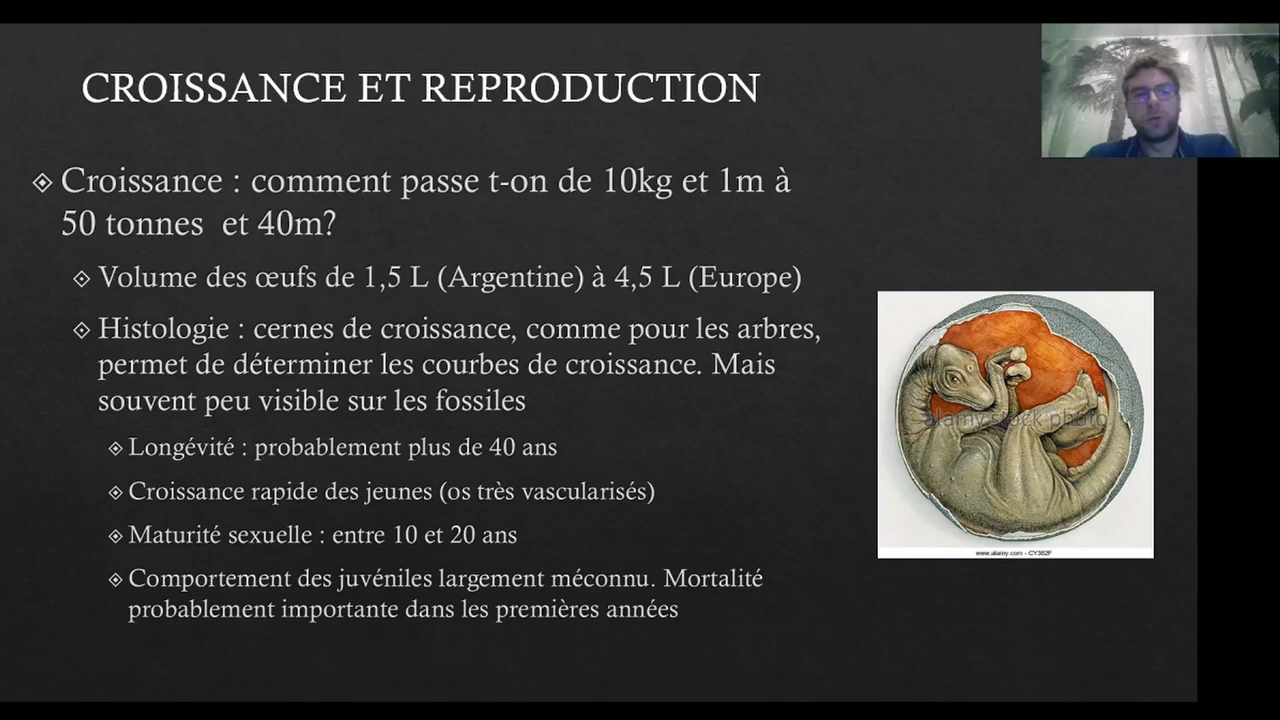 CROISSANCE ET REPRODUCTION
Croissance : comment passe t-on de 10kg et 1m à
50 tonnes  et 40m?
Volume des œufs de 1,5 L (Argentine) à 4,5 L (Europe)
Histologie : cernes de croissance, comme pour les arbres,
permet de déterminer les courbes de croissance. Mais
souvent peu visible sur les fossiles
Longévité : probablement plus de 40 ans
Croissance rapide des jeunes (os très vascularisés)
Maturité sexuelle : entre 10 et 20 ans
Comportement des juvéniles largement méconnu. Mortalité
probablement importante dans les premières années
alamy stock photo
www.alamy.com - CY382F